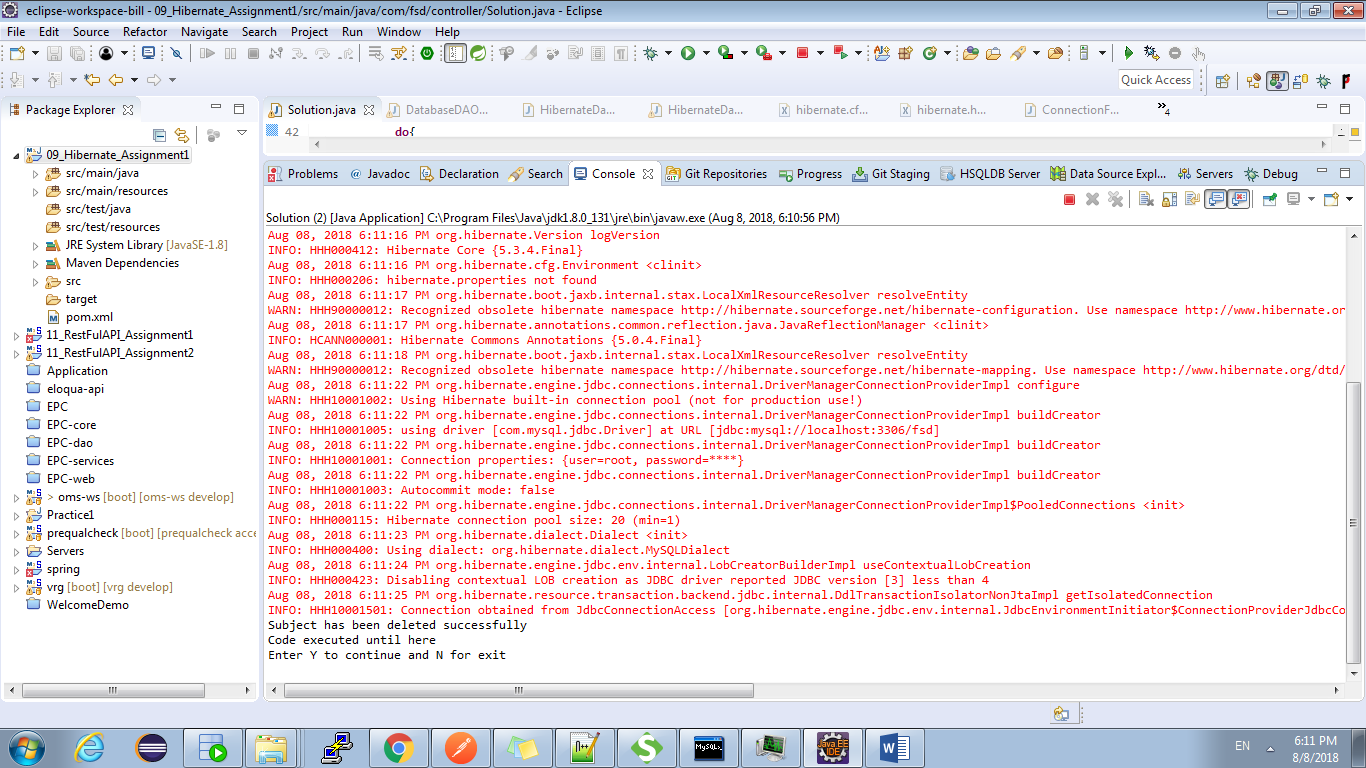 eclipse-workspace-bill - 09_Hibernate_Assignment1/src/main/java/com/fsd/controller/Solution.java - Eclipse
File Edit Source Refactor Navigate Search Project Run Window Help
Quick Access
Package Explorer
09_Hibernate_Assignment1
src/main/java
src/main/resources
src/test/java
src/test/resources
JRE System Library [JavaSE-1.8]
Maven Dependencies
src
target
pom.xml
11_RestFulAPI_Assignment1
11_RestFulAPI_Assignment2
Application
eloqua-api
EPC
EPC-core
EPC-dao
EPC-services
EPC-web
> oms-ws [boot] [oms-ws develop]
Practice1
prequalcheck [boot] [prequalcheck acce
Servers
spring
vrg [boot] [vrg develop]
WelcomeDemo
Solution.java DatabaseDAO... HibernateDa... HibernateDa... hibernate.cf... hibernate.h... ConnectionF... »4
42 do{
Problems @ Javadoc Declaration Search Console Git Repositories Progress Git Staging HSQLDB Server Data Source Expl... Servers Debug
Solution (2) [Java Application] C:\Program Files\Java\jdk1.8.0_131\jre\bin\javaw.exe (Aug 8, 2018, 6:10:56 PM)
Aug 08, 2018 6:11:16 PM org.hibernate.Version logVersion
INFO: HHH000412: Hibernate Core {5.3.4.Final}
Aug 08, 2018 6:11:16 PM org.hibernate.cfg.Environment <clinit>
INFO: HHH000206: hibernate.properties not found
Aug 08, 2018 6:11:17 PM org.hibernate.boot.jaxb.internal.stax.LocalXmlResourceResolver resolveEntity
WARN: HHH90000012: Recognized obsolete hibernate namespace http://hibernate.sourceforge.net/hibernate-configuration. Use namespace http://www.hibernate.or
Aug 08, 2018 6:11:17 PM org.hibernate.annotations.common.reflection.java.JavaReflectionManager <clinit>
INFO: HCANN000001: Hibernate Commons Annotations {5.0.4.Final}
Aug 08, 2018 6:11:18 PM org.hibernate.boot.jaxb.internal.stax.LocalXmlResourceResolver resolveEntity
WARN: HHH90000012: Recognized obsolete hibernate namespace http://hibernate.sourceforge.net/hibernate-mapping. Use namespace http://www.hibernate.org/dtd/
Aug 08, 2018 6:11:22 PM org.hibernate.engine.jdbc.connections.internal.DriverManagerConnectionProviderImpl configure
WARN: HHH10001002: Using Hibernate built-in connection pool (not for production use!)
Aug 08, 2018 6:11:22 PM org.hibernate.engine.jdbc.connections.internal.DriverManagerConnectionProviderImpl buildCreator
INFO: HHH10001005: using driver [com.mysql.jdbc.Driver] at URL [jdbc:mysql://localhost:3306/fsd]
Aug 08, 2018 6:11:22 PM org.hibernate.engine.jdbc.connections.internal.DriverManagerConnectionProviderImpl buildCreator
INFO: HHH10001001: Connection properties: {user=root, password=****}
Aug 08, 2018 6:11:22 PM org.hibernate.engine.jdbc.connections.internal.DriverManagerConnectionProviderImpl buildCreator
INFO: HHH10001003: Autocommit mode: false
Aug 08, 2018 6:11:22 PM org.hibernate.engine.jdbc.connections.internal.DriverManagerConnectionProviderImpl$PooledConnections <init>
INFO: HHH000115: Hibernate connection pool size: 20 (min=1)
Aug 08, 2018 6:11:23 PM org.hibernate.dialect.Dialect <init>
INFO: HHH000400: Using dialect: org.hibernate.dialect.MySQLDialect
Aug 08, 2018 6:11:24 PM org.hibernate.engine.jdbc.env.internal.LobCreatorBuilderImpl useContextualLobCreation
INFO: HHH000423: Disabling contextual LOB creation as JDBC driver reported JDBC version [3] less than 4
Aug 08, 2018 6:11:25 PM org.hibernate.resource.transaction.backend.jdbc.internal.DdlTransactionIsolatorNonJtaImpl getIsolatedConnection
INFO: HHH10001501: Connection obtained from JdbcConnectionAccess [org.hibernate.engine.jdbc.env.internal.JdbcEnvironmentInitiator$ConnectionProviderJdbcCo
Subject has been deleted successfully
Code executed until here
Enter Y to continue and N for exit
EN 6:11 PM
8/8/2018